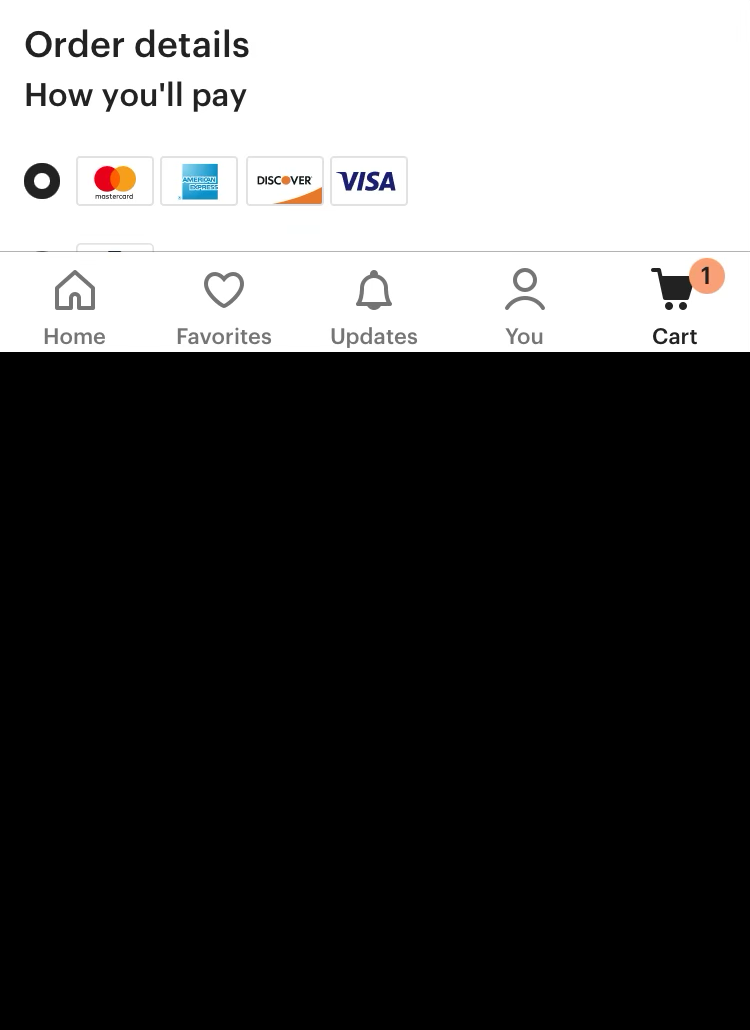 Order details
How you'll pay
mastercard
AMERICAN
EXPRESS
DISCOVER
VISA
1
Home
Favorites
Updates
You
Cart